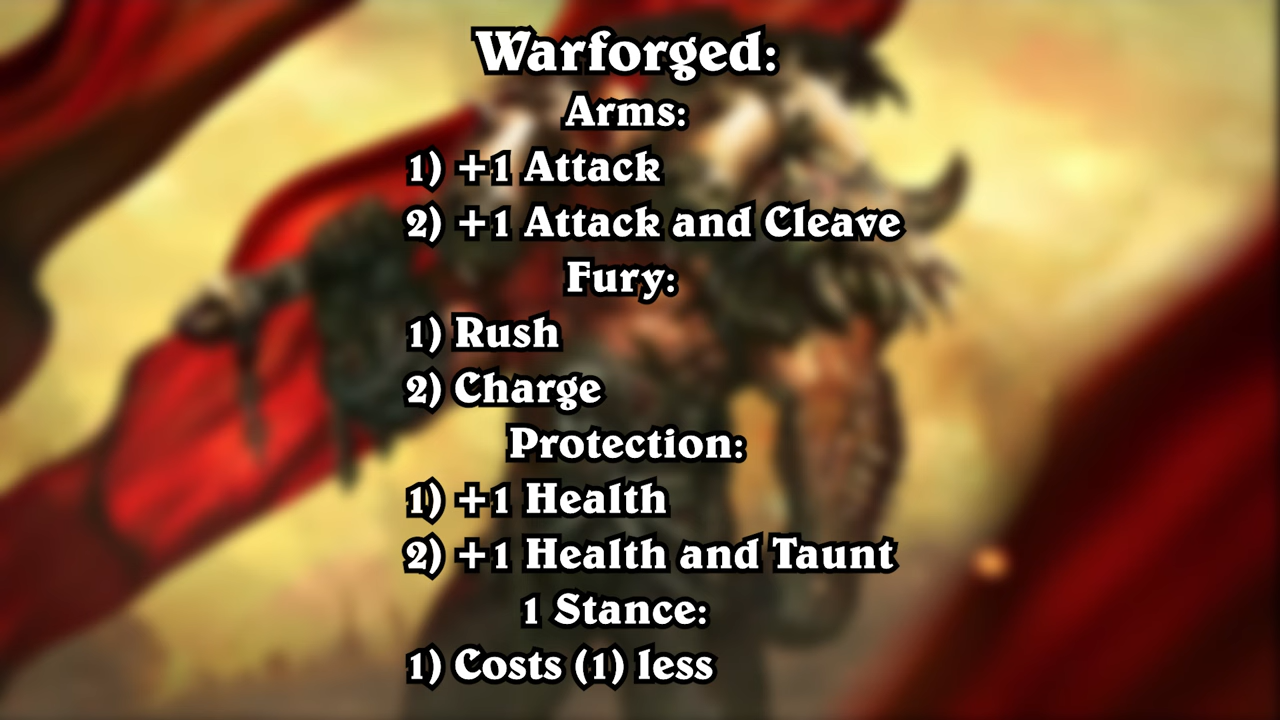 Warforged:
Arms:
1) +1 Attack
2) +1 Attack and Cleave
Fury:
1) Rush
2) Charge
Protection:
1) +1 Health
2) +1 Health and Taunt
1 Stance:
1) Costs (1) less